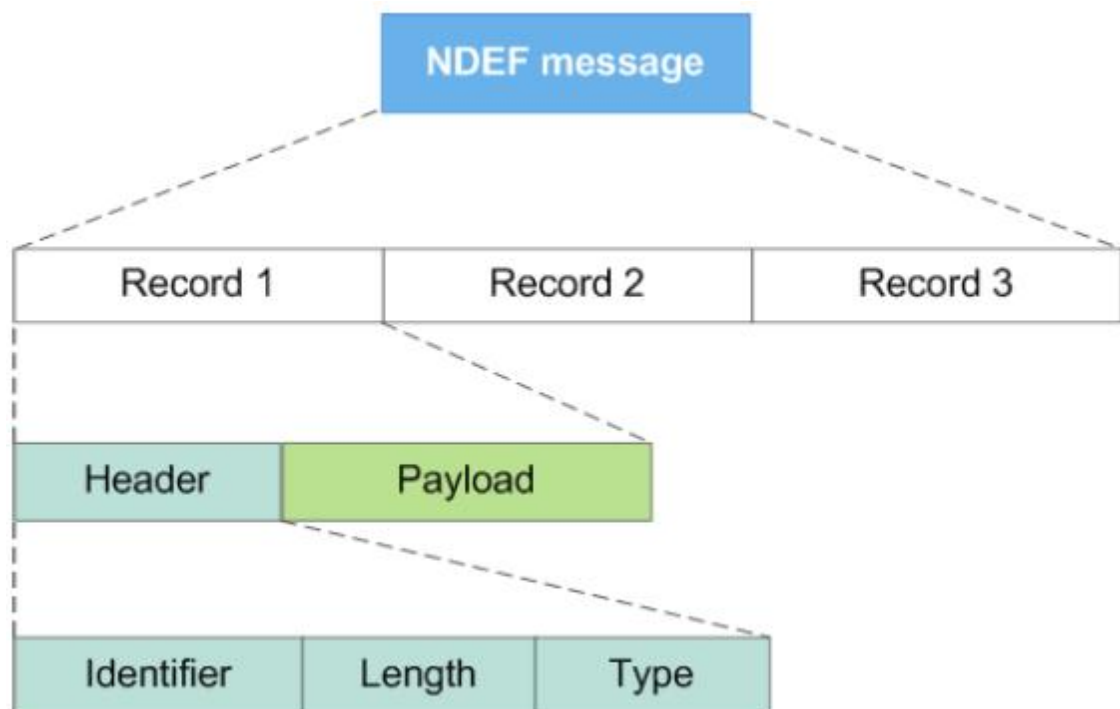 NDEF message
Record 1 Record 2 Record 3
Header Payload
Identifier Length Type